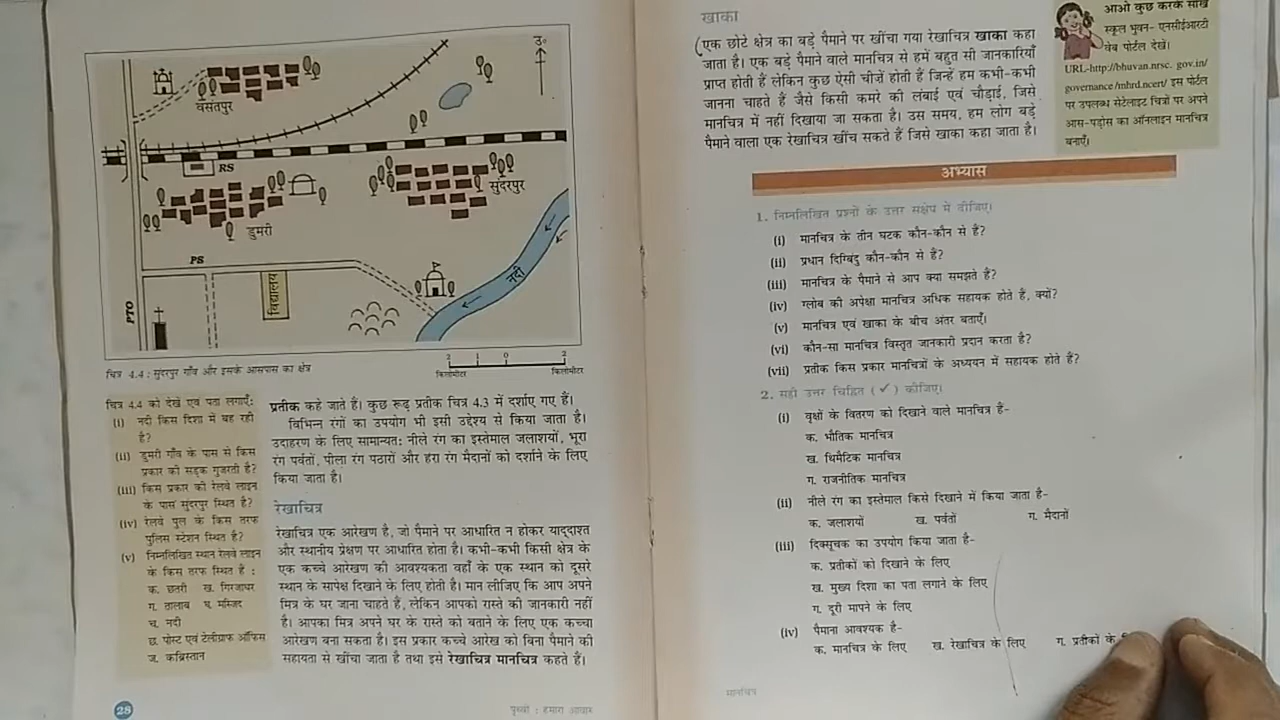 उ०
वसंतपुर
RS
सुंदरपुर
डुमरी
PS
PTO
विद्यालय
नदी
2 1 0 2
किलोमीटर किलोमीटर
चित्र 4.4 : सुंदरपुर गाँव और इसके आसपास का क्षेत्र
चित्र 4.4 को देखें एवं पता लगाएँ:
(i) नदी किस दिशा में बह रही
है?
(ii) डुमरी गाँव के पास से किस
प्रकार की सड़क गुजरती है?
(iii) किस प्रकार की रेलवे लाइन
के पास सुंदरपुर स्थित है?
(iv) रेलवे पुल के किस तरफ
पुलिस स्टेशन स्थित है?
(v) निम्नलिखित स्थान रेलवे लाइन
के किस तरफ स्थित हैं :
क. छतरी ख. गिरजाघर
ग. तालाब घ. मस्जिद
च. नदी
छ. पोस्ट एवं टेलीग्राफ ऑफिस
ज. कब्रिस्तान
प्रतीक कहे जाते हैं। कुछ रूढ़ प्रतीक चित्र 4.3 में दर्शाए गए हैं।
विभिन्न रंगों का उपयोग भी इसी उद्देश्य से किया जाता है।
उदाहरण के लिए सामान्यत: नीले रंग का इस्तेमाल जलाशयों, भूरा
रंग पर्वतों, पीला रंग पठारों और हरा रंग मैदानों को दर्शाने के लिए
किया जाता है।
रेखाचित्र
रेखाचित्र एक आरेखण है, जो पैमाने पर आधारित न होकर याद्दाश्त
और स्थानीय प्रेक्षण पर आधारित होता है। कभी-कभी किसी क्षेत्र के
एक कच्चे आरेखण की आवश्यकता वहाँ के एक स्थान को दूसरे
स्थान के सापेक्ष दिखाने के लिए होती है। मान लीजिए कि आप अपने
मित्र के घर जाना चाहते हैं, लेकिन आपको रास्ते की जानकारी नहीं
है। आपका मित्र अपने घर के रास्ते को बताने के लिए एक कच्चा
आरेखण बना सकता है। इस प्रकार कच्चे आरेख को बिना पैमाने की
सहायता से खींचा जाता है तथा इसे रेखाचित्र मानचित्र कहते हैं।
28
पृथ्वी : हमारा आवास
खाका
एक छोटे क्षेत्र का बड़े पैमाने पर खींचा गया रेखाचित्र खाका कहा
जाता है। एक बड़े पैमाने वाले मानचित्र से हमें बहुत सी जानकारियाँ
प्राप्त होती हैं लेकिन कुछ ऐसी चीज़ें होती हैं जिन्हें हम कभी-कभी
जानना चाहते हैं जैसे किसी कमरे की लंबाई एवं चौड़ाई, जिसे
मानचित्र में नहीं दिखाया जा सकता है। उस समय, हम लोग बड़े
पैमाने वाला एक रेखाचित्र खींच सकते हैं जिसे खाका कहा जाता है।
आओ कुछ करके सीखें
स्कूल भुवन- एनसीईआरटी
वेब पोर्टल देखें।
URL-http://bhuvan.nrsc. gov.in/
governance/mhrd.ncert/ इस पोर्टल
पर उपलब्ध सेटेलाइट चित्रों पर अपने
आस-पड़ोस का ऑनलाइन मानचित्र
बनाएँ।
अभ्यास
1. निम्नलिखित प्रश्नों के उत्तर संक्षेप में दीजिए।
(i) मानचित्र के तीन घटक कौन-कौन से हैं?
(ii) प्रधान दिग्बिंदु कौन-कौन से हैं?
(iii) मानचित्र के पैमाने से आप क्या समझते हैं?
(iv) ग्लोब की अपेक्षा मानचित्र अधिक सहायक होते हैं, क्यों?
(v) मानचित्र एवं खाका के बीच अंतर बताएँ।
(vi) कौन-सा मानचित्र विस्तृत जानकारी प्रदान करता है?
(vii) प्रतीक किस प्रकार मानचित्रों के अध्ययन में सहायक होते हैं?
2. सही उत्तर चिह्नित (✓) कीजिए।
(i) वृक्षों के वितरण को दिखाने वाले मानचित्र हैं-
क. भौतिक मानचित्र
ख. थिमैटिक मानचित्र
ग. राजनीतिक मानचित्र
(ii) नीले रंग का इस्तेमाल किसे दिखाने में किया जाता है-
क. जलाशयों ख. पर्वतों ग. मैदानों
(iii) दिक्सूचक का उपयोग किया जाता है-
क. प्रतीकों को दिखाने के लिए
ख. मुख्य दिशा का पता लगाने के लिए
ग. दूरी मापने के लिए
(iv) पैमाना आवश्यक है-
क. मानचित्र के लिए ख. रेखाचित्र के लिए ग. प्रतीकों के
मानचित्र